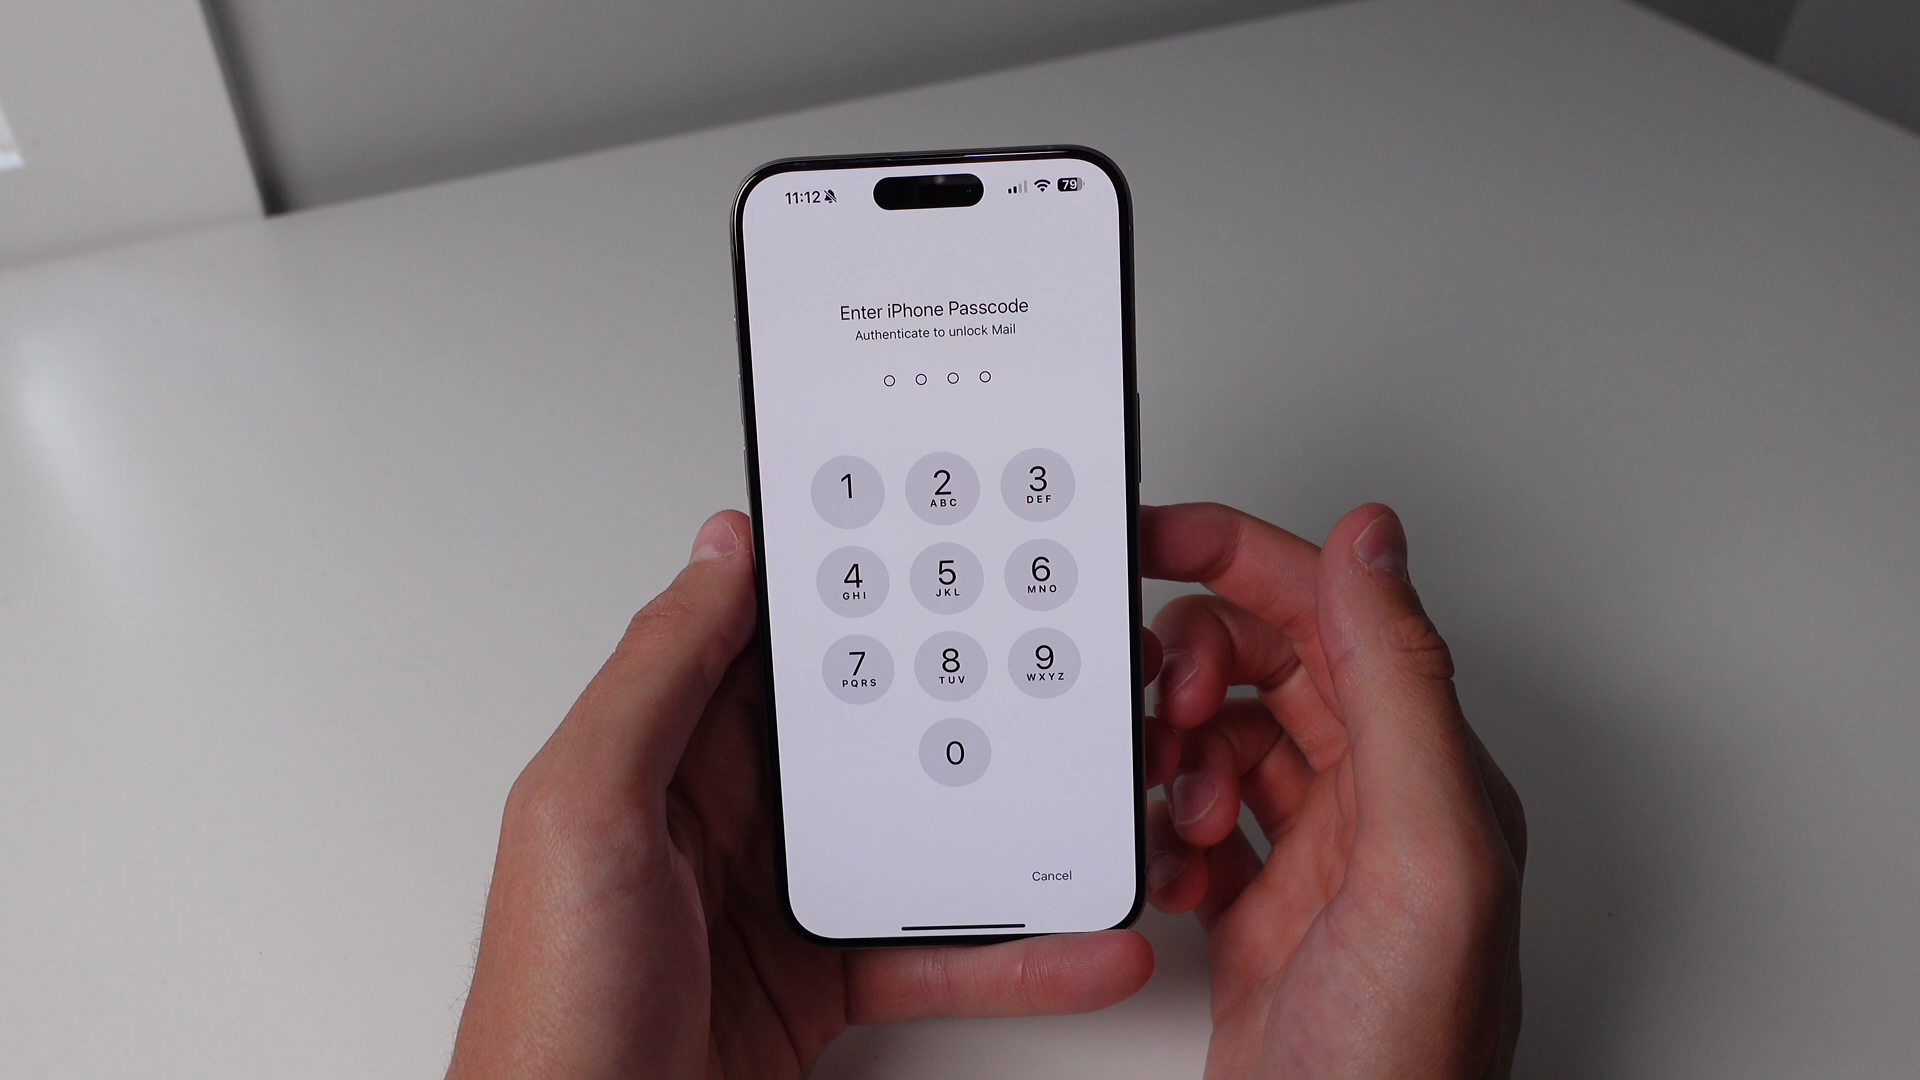 11:12 79
Enter iPhone Passcode
Authenticate to unlock Mail
1 2 3
ABC DEF
4 5 6
GHI JKL MNO
7 8 9
PQRS TUV WXYZ
0
Cancel